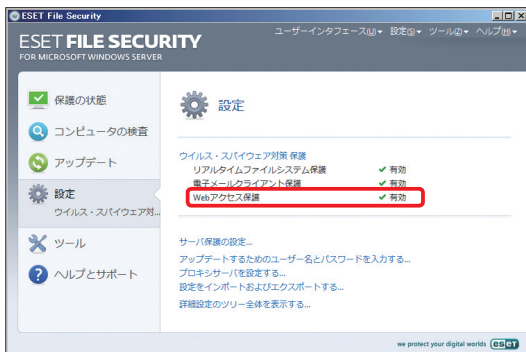 ESET File Security
ユーザーインタフェース(U)▾ 設定(S)▾ ツール(Z)▾ ヘルプ(H)▾
ESET FILE SECURITY
FOR MICROSOFT WINDOWS SERVER
保護の状態
コンピュータの検査
アップデート
設定
ウイルス・スパイウェア対...
ツール
ヘルプとサポート
設定
ウイルス・スパイウェア対策 保護
リアルタイムファイルシステム保護 ✔ 有効
電子メールクライアント保護 ✔ 有効
Webアクセス保護 ✔ 有効
サーバ保護の設定...
アップデートするためのユーザー名とパスワードを入力する...
プロキシサーバを設定する...
設定をインポートおよびエクスポートする...
詳細設定のツリー全体を表示する...
we protect your digital worlds eset